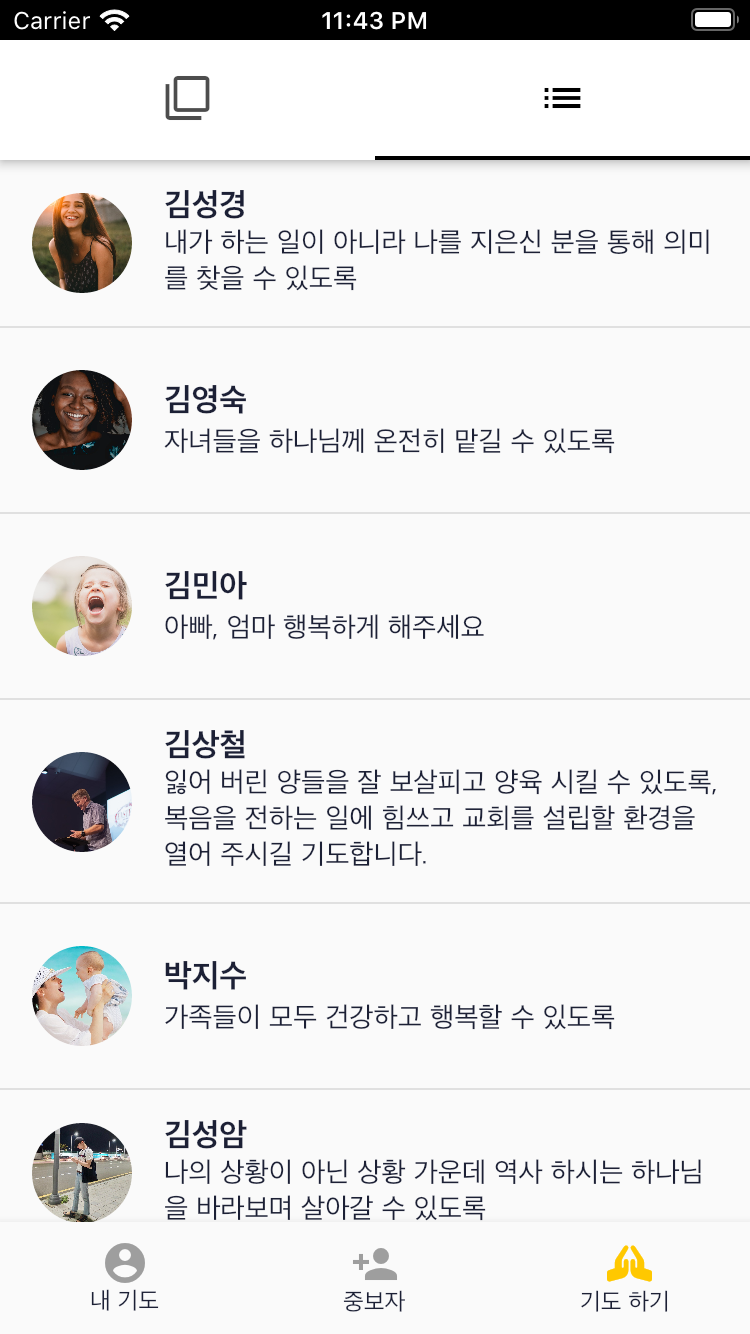 Carrier 11:43 PM
김성경
내가 하는 일이 아니라 나를 지은신 분을 통해 의미
를 찾을 수 있도록
김영숙
자녀들을 하나님께 온전히 맡길 수 있도록
김민아
아빠, 엄마 행복하게 해주세요
김상철
잃어 버린 양들을 잘 보살피고 양육 시킬 수 있도록,
복음을 전하는 일에 힘쓰고 교회를 설립할 환경을
열어 주시길 기도합니다.
박지수
가족들이 모두 건강하고 행복할 수 있도록
김성암
나의 상황이 아닌 상황 가운데 역사 하시는 하나님
을 바라보며 살아갈 수 있도록
내 기도 중보자 기도 하기